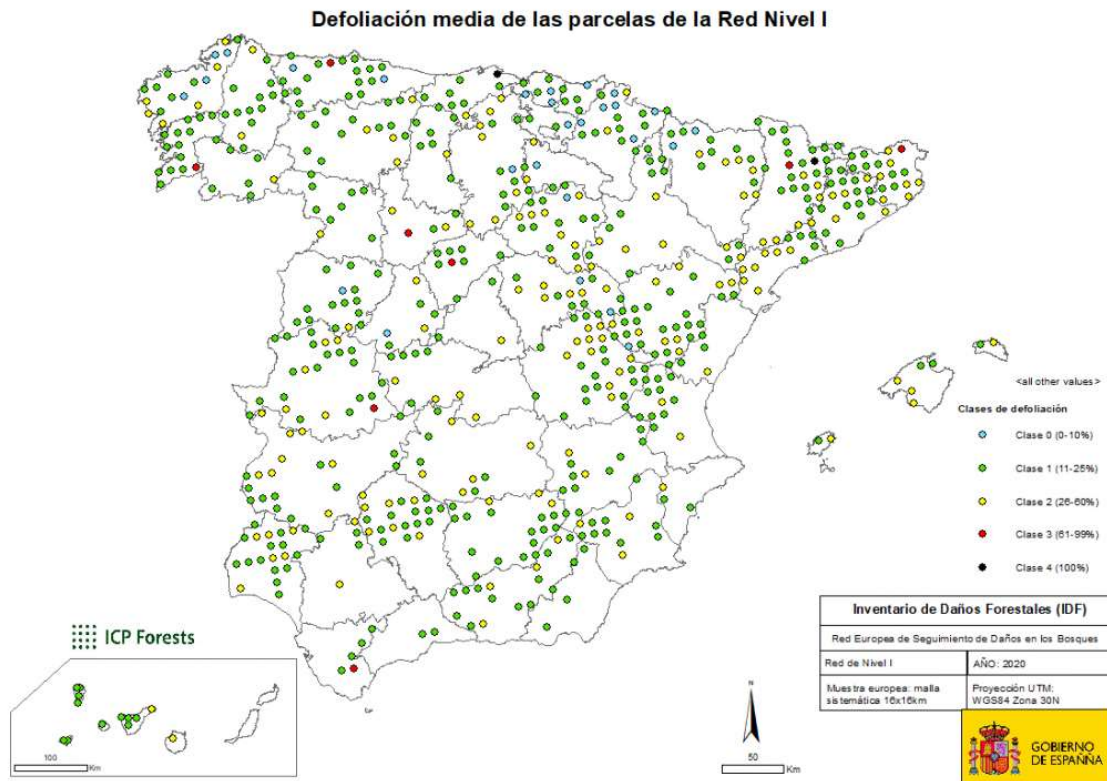 Defoliación media de las parcelas de la Red Nivel I
<all other values>
Clases de defoliación
Clase 0 (0-10%)
Clase 1 (11-25%)
Clase 2 (26-60%)
Clase 3 (61-99%)
Clase 4 (100%)
Inventario de Daños Forestales (IDF)
Red Europea de Seguimiento de Daños en los Bosques
Red de Nivel I
AÑO: 2020
Muestra europea: malla
sistemática 16x16km
Proyección UTM:
WGS84 Zona 30N
ICP Forests
100
Km
N
50
Km
GOBIERNO
DE ESPAÑÑA